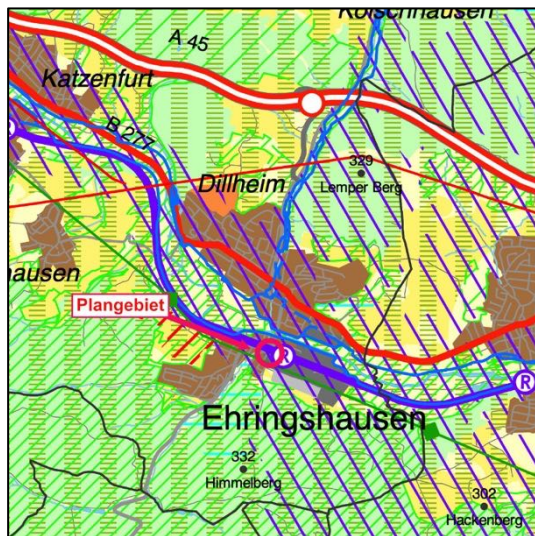 Kölschhausen
A 45
Katzenfurt
B 277
329
Lemper Berg
Dillheim
hausen
Plangebiet
R
R
Ehringshausen
332
Himmelberg
302
Hackenberg